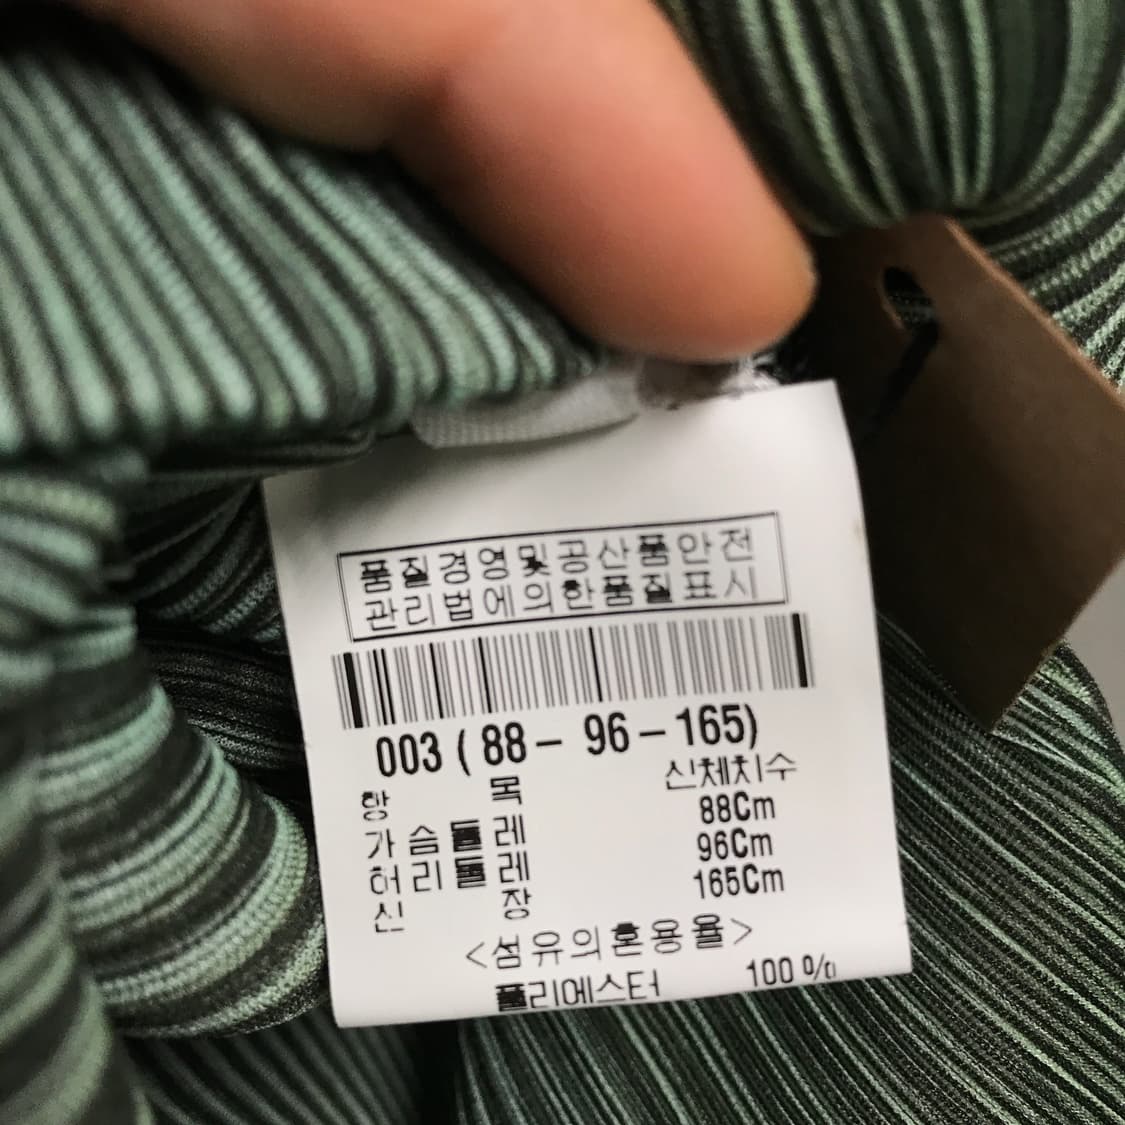 품질경영및공산품안전
관리법에의한품질표시
003 ( 88 - 96 - 165)
항 목 신체치수
가슴둘레 88Cm
허리둘레 96Cm
신 장 165Cm
<섬유의혼용율>
폴리에스터 100%